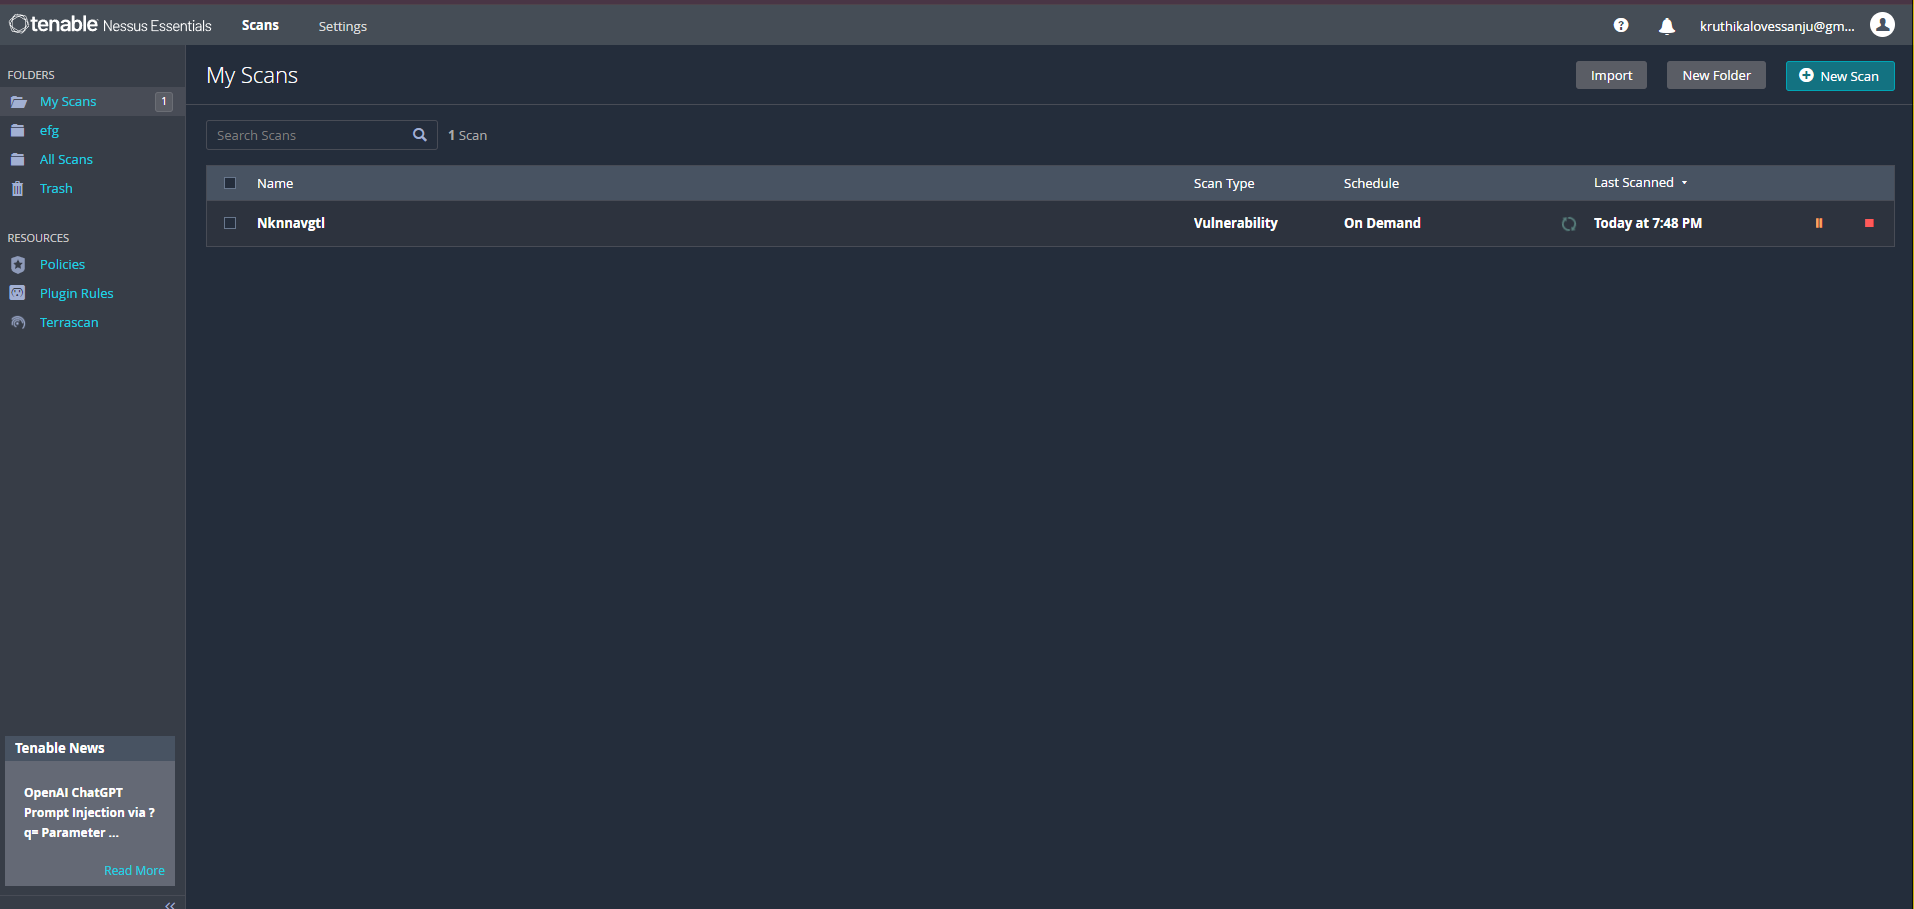 tenable Nessus Essentials Scans Settings ? kruthikalovessanju@gm...
FOLDERS
My Scans 1
efg
All Scans
Trash
RESOURCES
Policies
Plugin Rules
Terrascan
Tenable News
OpenAI ChatGPT
Prompt Injection via ?
q= Parameter ...
Read More
«
My Scans Import New Folder New Scan
Search Scans 1 Scan
Name Scan Type Schedule Last Scanned
Nknnavgtl Vulnerability On Demand Today at 7:48 PM